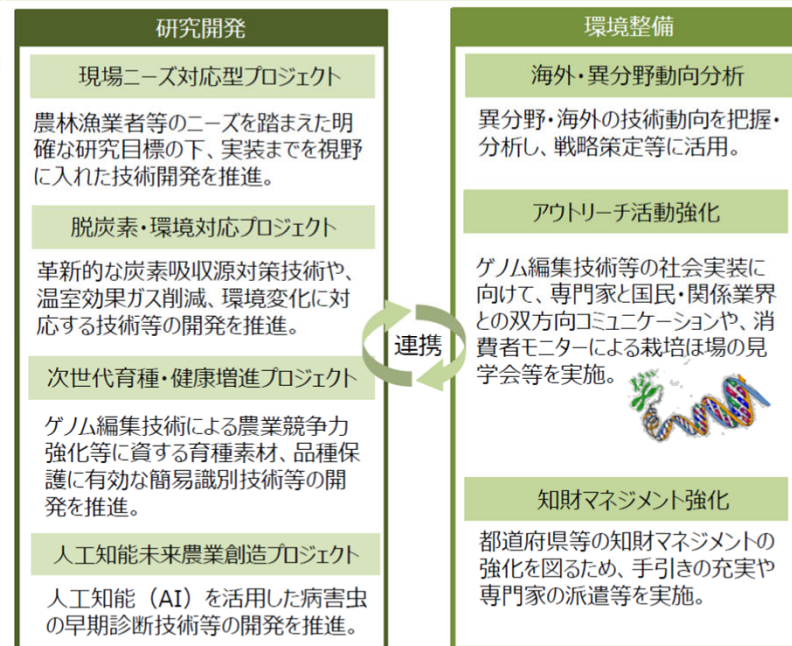 研究開発
現場ニーズ対応型プロジェクト
農林漁業者等のニーズを踏まえた明
確な研究目標の下、実装までを視野
に入れた技術開発を推進。
脱炭素・環境対応プロジェクト
革新的な炭素吸収源対策技術や、
温室効果ガス削減、環境変化に対
応する技術等の開発を推進。
次世代育種・健康増進プロジェクト
ゲノム編集技術による農業競争力
強化等に資する育種素材、品種保
護に有効な簡易識別技術等の開
発を推進。
人工知能未来農業創造プロジェクト
人工知能（AI）を活用した病害虫
の早期診断技術等の開発を推進。
連携
環境整備
海外・異分野動向分析
異分野・海外の技術動向を把握・
分析し、戦略策定等に活用。
アウトリーチ活動強化
ゲノム編集技術等の社会実装に
向けて、専門家と国民・関係業界
との双方向コミュニケーションや、消
費者モニターによる栽培ほ場の見
学会等を実施。
知財マネジメント強化
都道府県等の知財マネジメントの
強化を図るため、手引きの充実や
専門家の派遣等を実施。